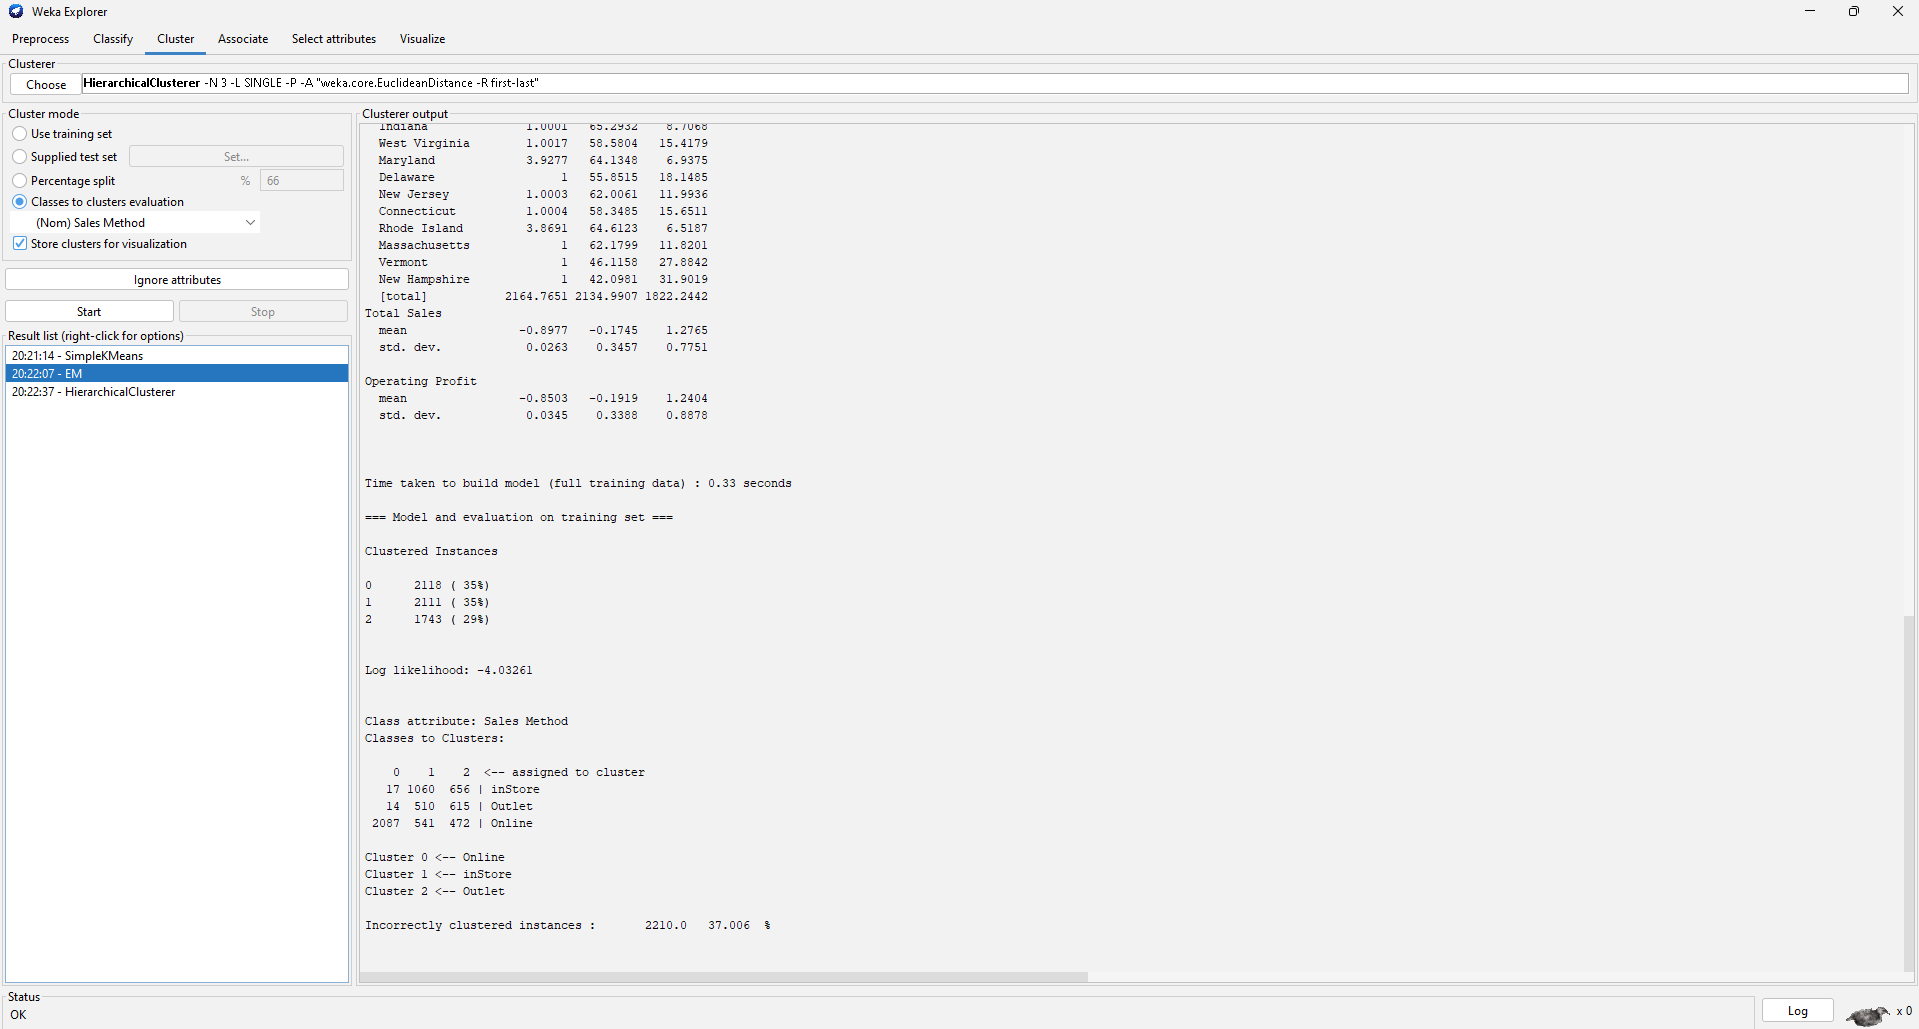 Weka Explorer
Preprocess Classify Cluster Associate Select attributes Visualize
Clusterer
Choose HierarchicalClusterer -N 3 -L SINGLE -P -A "weka.core.EuclideanDistance -R first-last"
Cluster mode
Use training set
Supplied test set Set...
Percentage split % 66
Classes to clusters evaluation
(Nom) Sales Method
Store clusters for visualization
Ignore attributes
Start Stop
Result list (right-click for options)
20:21:14 - SimpleKMeans
20:22:07 - EM
20:22:37 - HierarchicalClusterer
Clusterer output
Indiana 1.0001 65.2932 8.7068
West Virginia 1.0017 58.5804 15.4179
Maryland 3.9277 64.1348 6.9375
Delaware 1 55.8515 18.1485
New Jersey 1.0003 62.0061 11.9936
Connecticut 1.0004 58.3485 15.6511
Rhode Island 3.8691 64.6123 6.5187
Massachusetts 1 62.1799 11.8201
Vermont 1 46.1158 27.8842
New Hampshire 1 42.0981 31.9019
[total] 2164.7651 2134.9907 1822.2442
Total Sales
mean -0.8977 -0.1745 1.2765
std. dev. 0.0263 0.3457 0.7751
Operating Profit
mean -0.8503 -0.1919 1.2404
std. dev. 0.0345 0.3388 0.8878
Time taken to build model (full training data) : 0.33 seconds
=== Model and evaluation on training set ===
Clustered Instances
0 2118 ( 35%)
1 2111 ( 35%)
2 1743 ( 29%)
Log likelihood: -4.03261
Class attribute: Sales Method
Classes to Clusters:
0 1 2 <-- assigned to cluster
17 1060 656 | inStore
14 510 615 | Outlet
2087 541 472 | Online
Cluster 0 <-- Online
Cluster 1 <-- inStore
Cluster 2 <-- Outlet
Incorrectly clustered instances : 2210.0 37.006 %
Status
OK
Log x 0